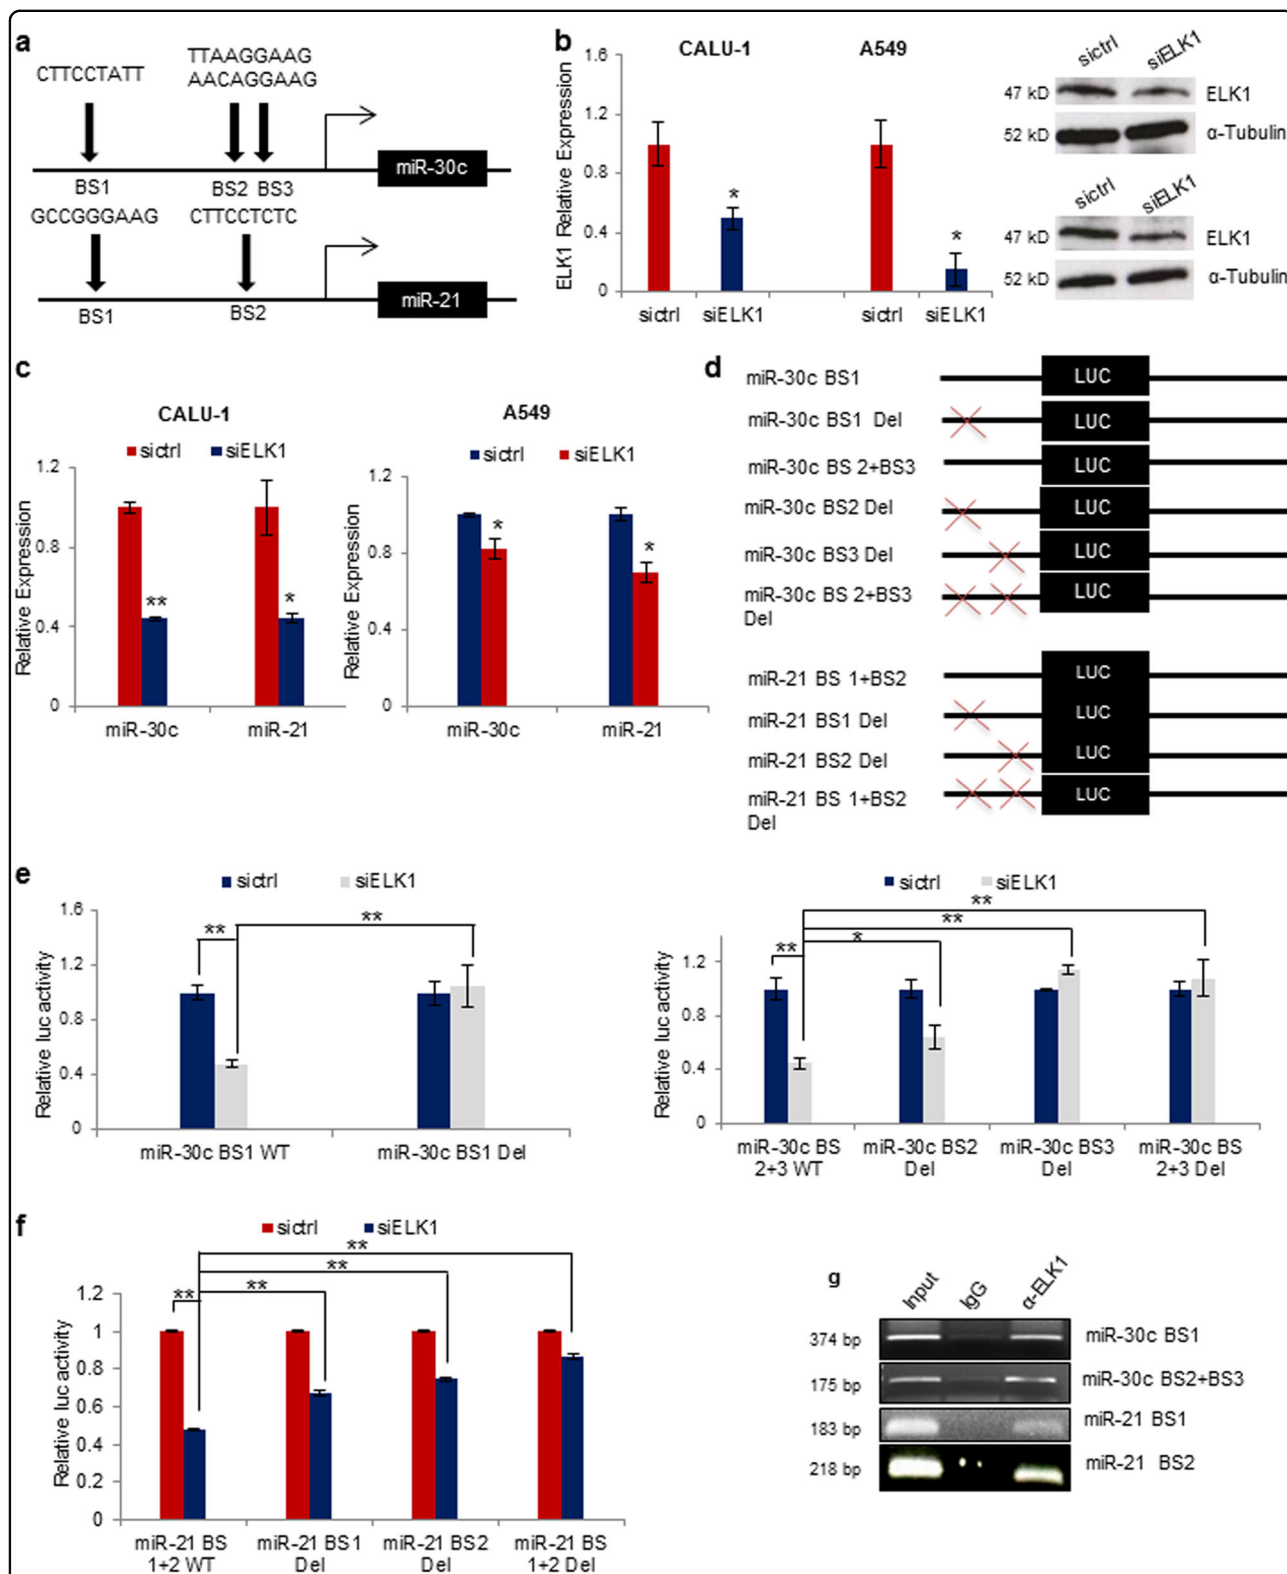 a
CTTCCTATT
TTAAGGAAG
AACAGGAAG
BS1
BS2 BS3
miR-30c
GCCGGGAAG
CTTCCTCTC
BS1
BS2
miR-21
b
CALU-1
A549
ELK1 Relative Expression
1.6
1.2
0.8
0.4
0
*
*
sictrl
siELK1
sictrl
siELK1
sictrl
siELK1
47 kD
ELK1
52 kD
α-Tubulin
sictrl
siELK1
47 kD
ELK1
52 kD
α-Tubulin
c
CALU-1
sictrl
siELK1
Relative Expression
1.2
0.8
0.4
0
**
*
miR-30c
miR-21
A549
sictrl
siELK1
Relative Expression
1.2
0.8
0.4
0
*
*
miR-30c
miR-21
d
miR-30c BS1
LUC
miR-30c BS1 Del
LUC
miR-30c BS 2+BS3
LUC
miR-30c BS2 Del
LUC
miR-30c BS3 Del
LUC
miR-30c BS 2+BS3
Del
LUC
miR-21 BS 1+BS2
LUC
miR-21 BS1 Del
LUC
miR-21 BS2 Del
LUC
miR-21 BS 1+BS2
Del
LUC
e
sictrl
siELK1
Relative luc activity
1.6
1.2
0.8
0.4
0
**
**
miR-30c BS1 WT
miR-30c BS1 Del
sictrl
siELK1
Relative luc activity
1.2
0.8
0.4
0
**
**
*
**
miR-30c BS
2+3 WT
miR-30c BS2
Del
miR-30c BS3
Del
miR-30c BS
2+3 Del
f
sictrl
siELK1
Relative luc activity
1.2
1
0.8
0.6
0.4
0.2
0
**
**
**
**
miR-21 BS
1+2 WT
miR-21 BS1
Del
miR-21 BS2
Del
miR-21 BS
1+2 Del
g
Input
IgG
α-ELK1
374 bp
miR-30c BS1
175 bp
miR-30c BS2+BS3
183 bp
miR-21 BS1
218 bp
miR-21 BS2